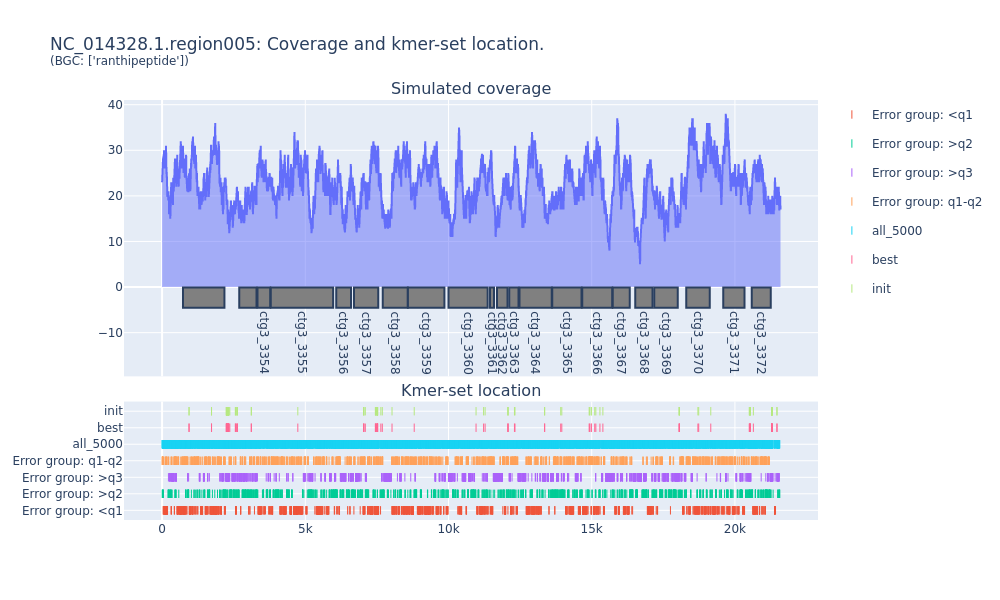 NC_014328.1.region005: Coverage and kmer-set location.
(BGC: ['ranthipeptide'])
Simulated coverage
40
30
20
10
0
−10
ctg3_3354
ctg3_3355
ctg3_3356
ctg3_3357
ctg3_3358
ctg3_3359
ctg3_3360
ctg3_3361
ctg3_3362
ctg3_3363
ctg3_3364
ctg3_3365
ctg3_3366
ctg3_3367
ctg3_3368
ctg3_3369
ctg3_3370
ctg3_3371
ctg3_3372
Error group: <q1
Error group: >q2
Error group: >q3
Error group: q1-q2
all_5000
best
init
Kmer-set location
init
best
all_5000
Error group: q1-q2
Error group: >q3
Error group: >q2
Error group: <q1
0
5k
10k
15k
20k